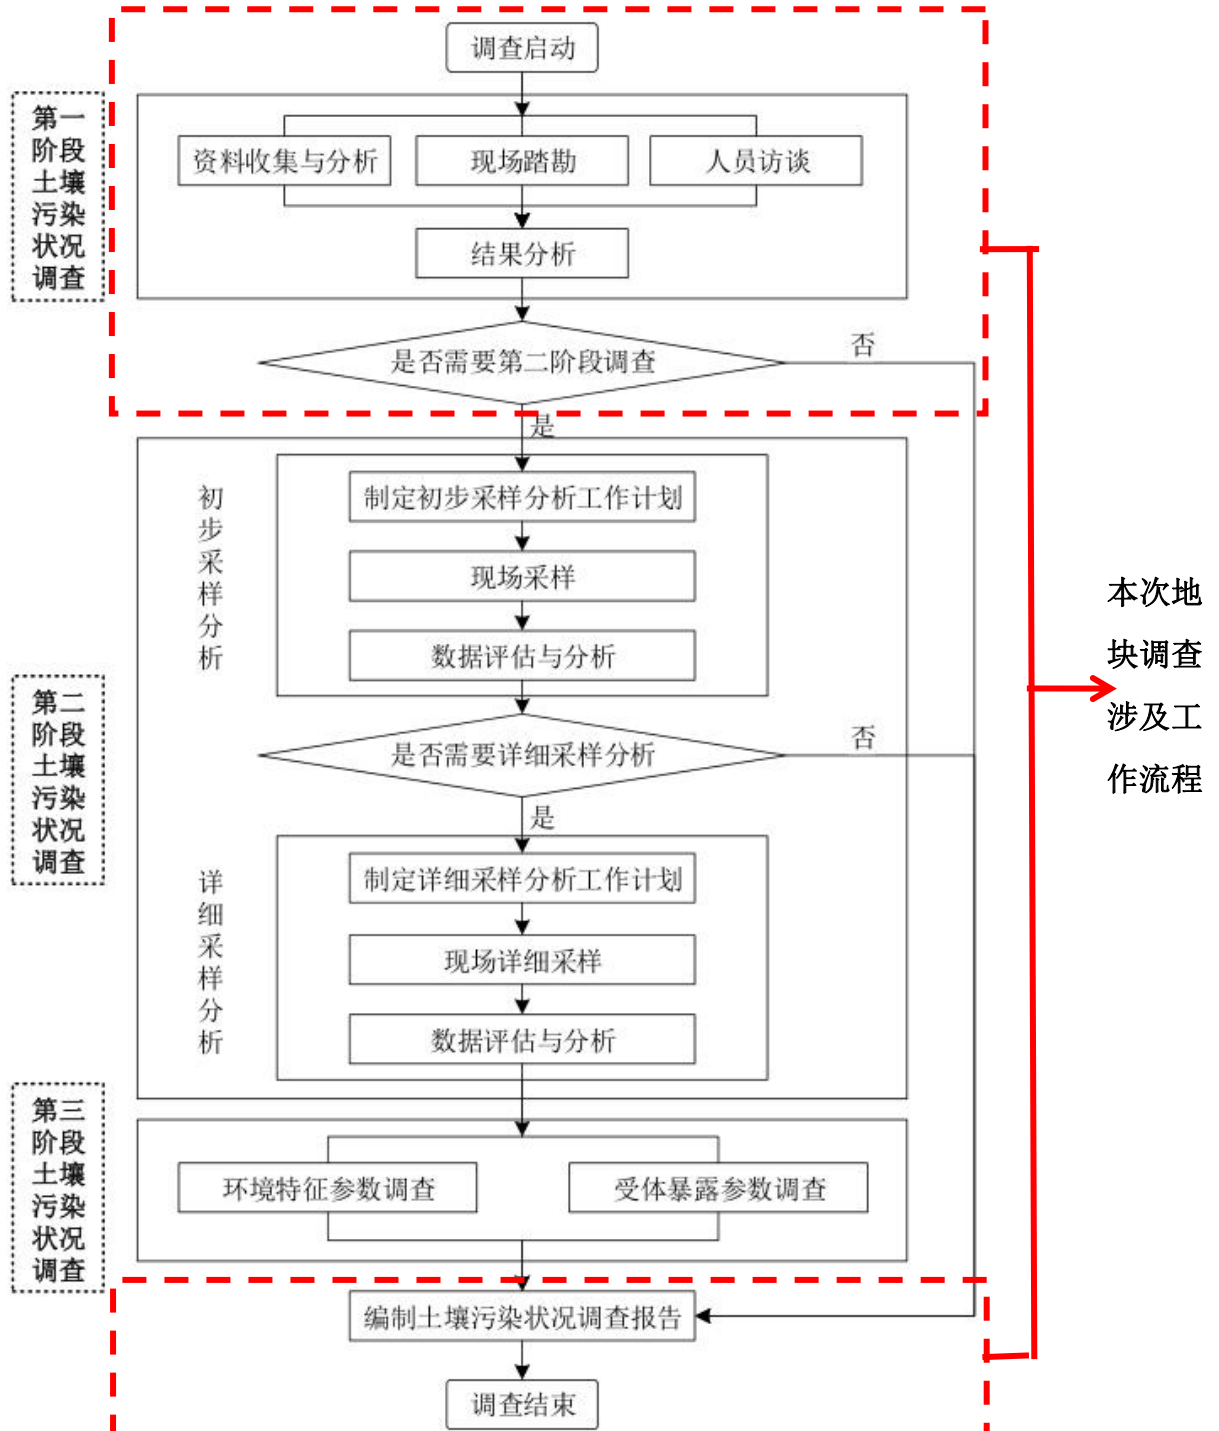 调查启动
第一
阶段
土壤
污染
状况
调查
资料收集与分析
现场踏勘
人员访谈
结果分析
是否需要第二阶段调查
否
是
初
步
采
样
分
析
制定初步采样分析工作计划
现场采样
数据评估与分析
第二
阶段
土壤
污染
状况
调查
是否需要详细采样分析
否
是
详
细
采
样
分
析
制定详细采样分析工作计划
现场详细采样
数据评估与分析
第三
阶段
土壤
污染
状况
调查
环境特征参数调查
受体暴露参数调查
编制土壤污染状况调查报告
调查结束
本次地
块调查
涉及工
作流程